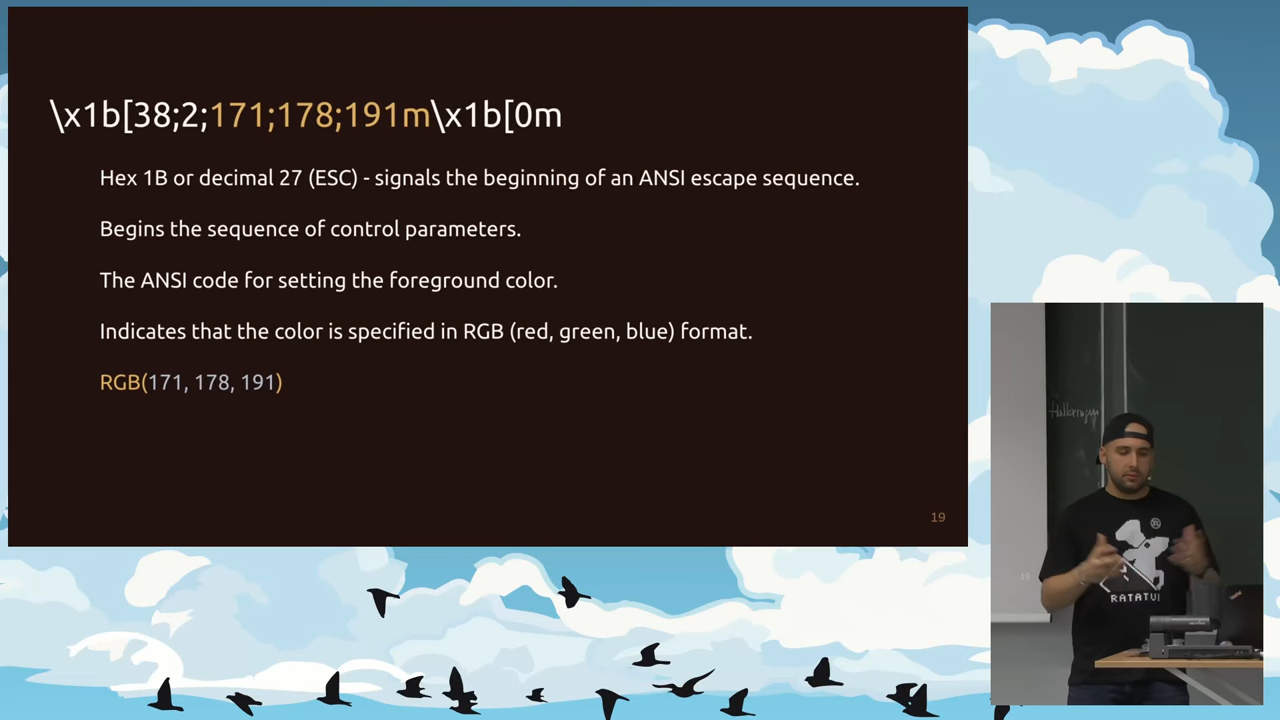 \x1b[38;2;171;178;191m\x1b[0m
Hex 1B or decimal 27 (ESC) - signals the beginning of an ANSI escape sequence.
Begins the sequence of control parameters.
The ANSI code for setting the foreground color.
Indicates that the color is specified in RGB (red, green, blue) format.
RGB(171, 178, 191)
19
19
RATATUI